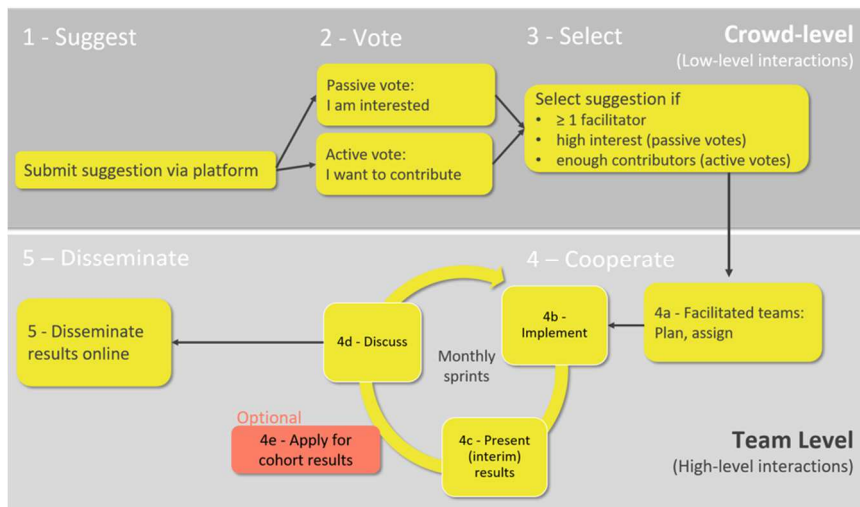 1 - Suggest
2 - Vote
3 - Select
Crowd-level
(Low-level interactions)
Passive vote:
I am interested
Active vote:
I want to contribute
Submit suggestion via platform
Select suggestion if
• ≥ 1 facilitator
• high interest (passive votes)
• enough contributors (active votes)
5 – Disseminate
4 – Cooperate
4a - Facilitated teams:
Plan, assign
4b -
Implement
4d - Discuss
Monthly
sprints
5 - Disseminate
results online
Optional
4e - Apply for
cohort results
4c - Present
(interim)
results
Team Level
(High-level interactions)